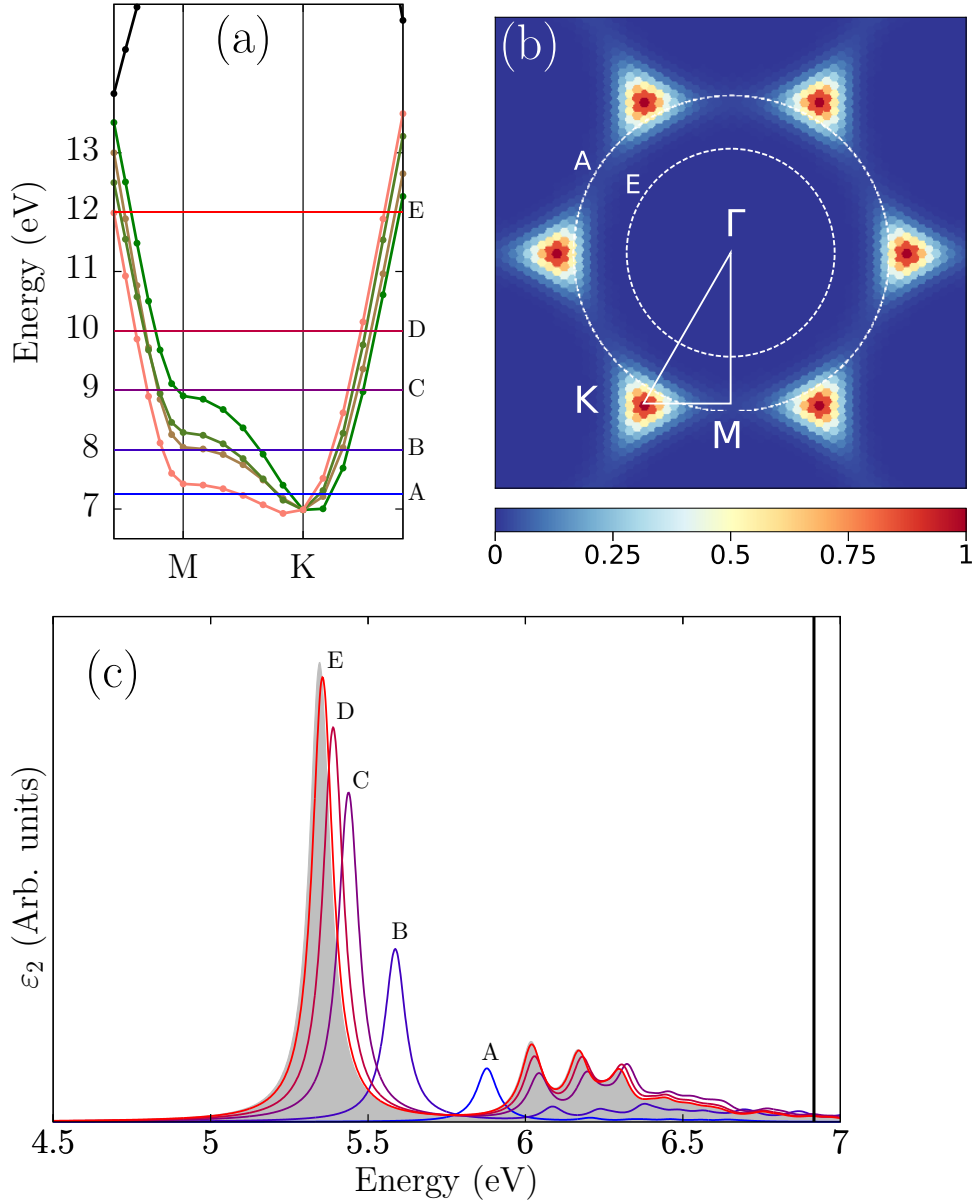 (a)
Energy (eV)
13
12
11
10
9
8
7
E
D
C
B
A
M K
(b)
A
E
Γ
K
M
0 0.25 0.5 0.75 1
(c)
E
D
C
B
A
ε₂ (Arb. units)
4.5 5 5.5 6 6.5 7
Energy (eV)